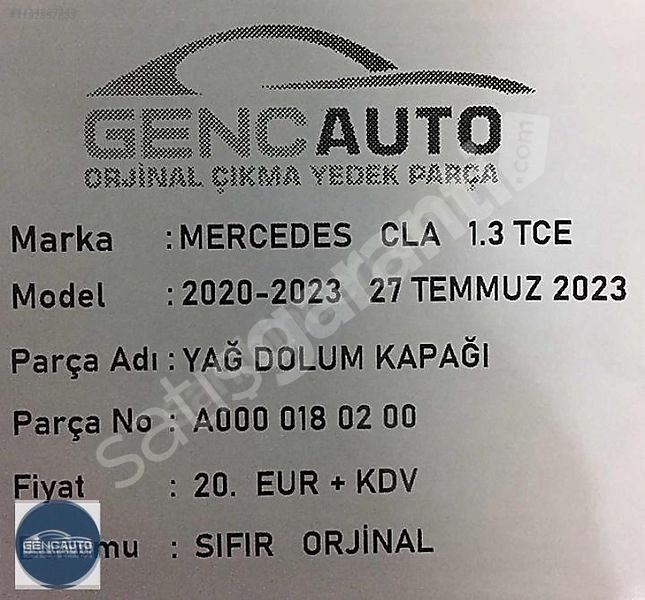 GENCAUTO
ORJİNAL ÇIKMA YEDEK PARÇA
Marka : MERCEDES CLA 1.3 TCE
Model : 2020-2023 27 TEMMUZ 2023
Parça Adı : YAĞ DOLUM KAPAĞI
Parça No : A000 018 02 00
Fiyat : 20. EUR + KDV
mu : SIFIR ORJİNAL
GENCAUTO
satışgaranti.com